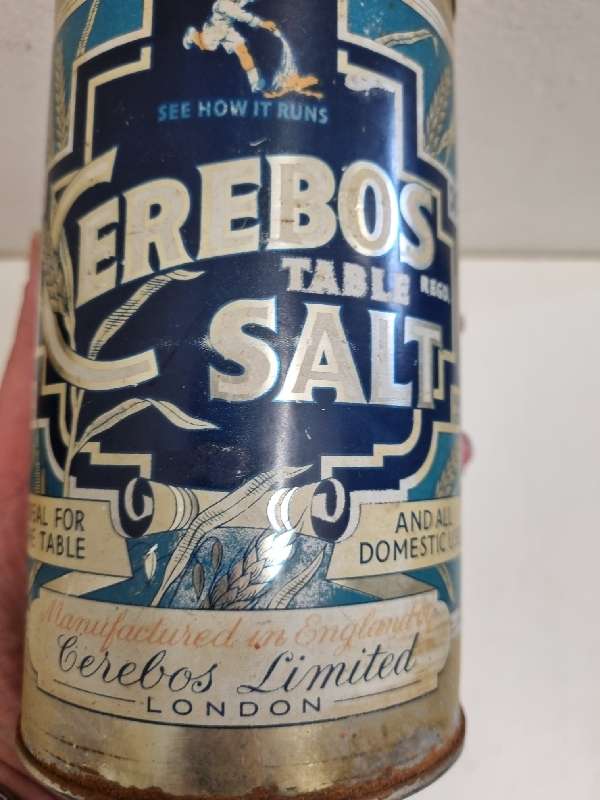 SEE HOW IT RUNS
CEREBOS
TABLE
SALT
FOR
TABLE
AND ALL
DOMESTIC
Manufactured in England by
Cerebos Limited
LONDON